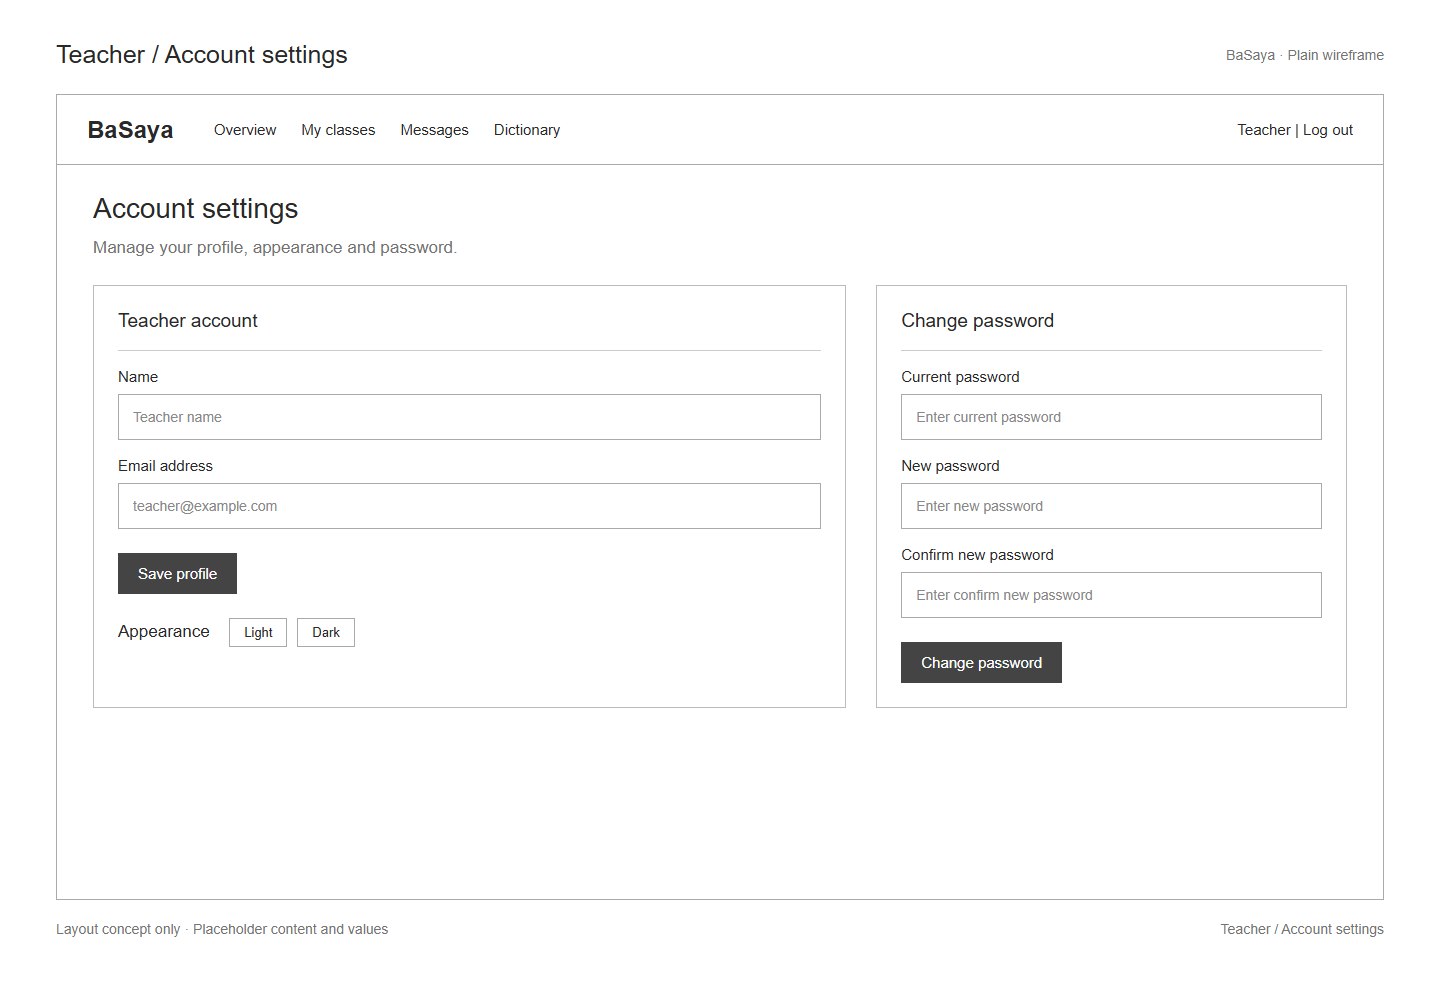 Teacher / Account settings
BaSaya · Plain wireframe
BaSaya
Overview
My classes
Messages
Dictionary
Teacher | Log out
Account settings
Manage your profile, appearance and password.
Teacher account
Name
Teacher name
Email address
teacher@example.com
Save profile
Appearance
Light
Dark
Change password
Current password
Enter current password
New password
Enter new password
Confirm new password
Enter confirm new password
Change password
Layout concept only · Placeholder content and values
Teacher / Account settings